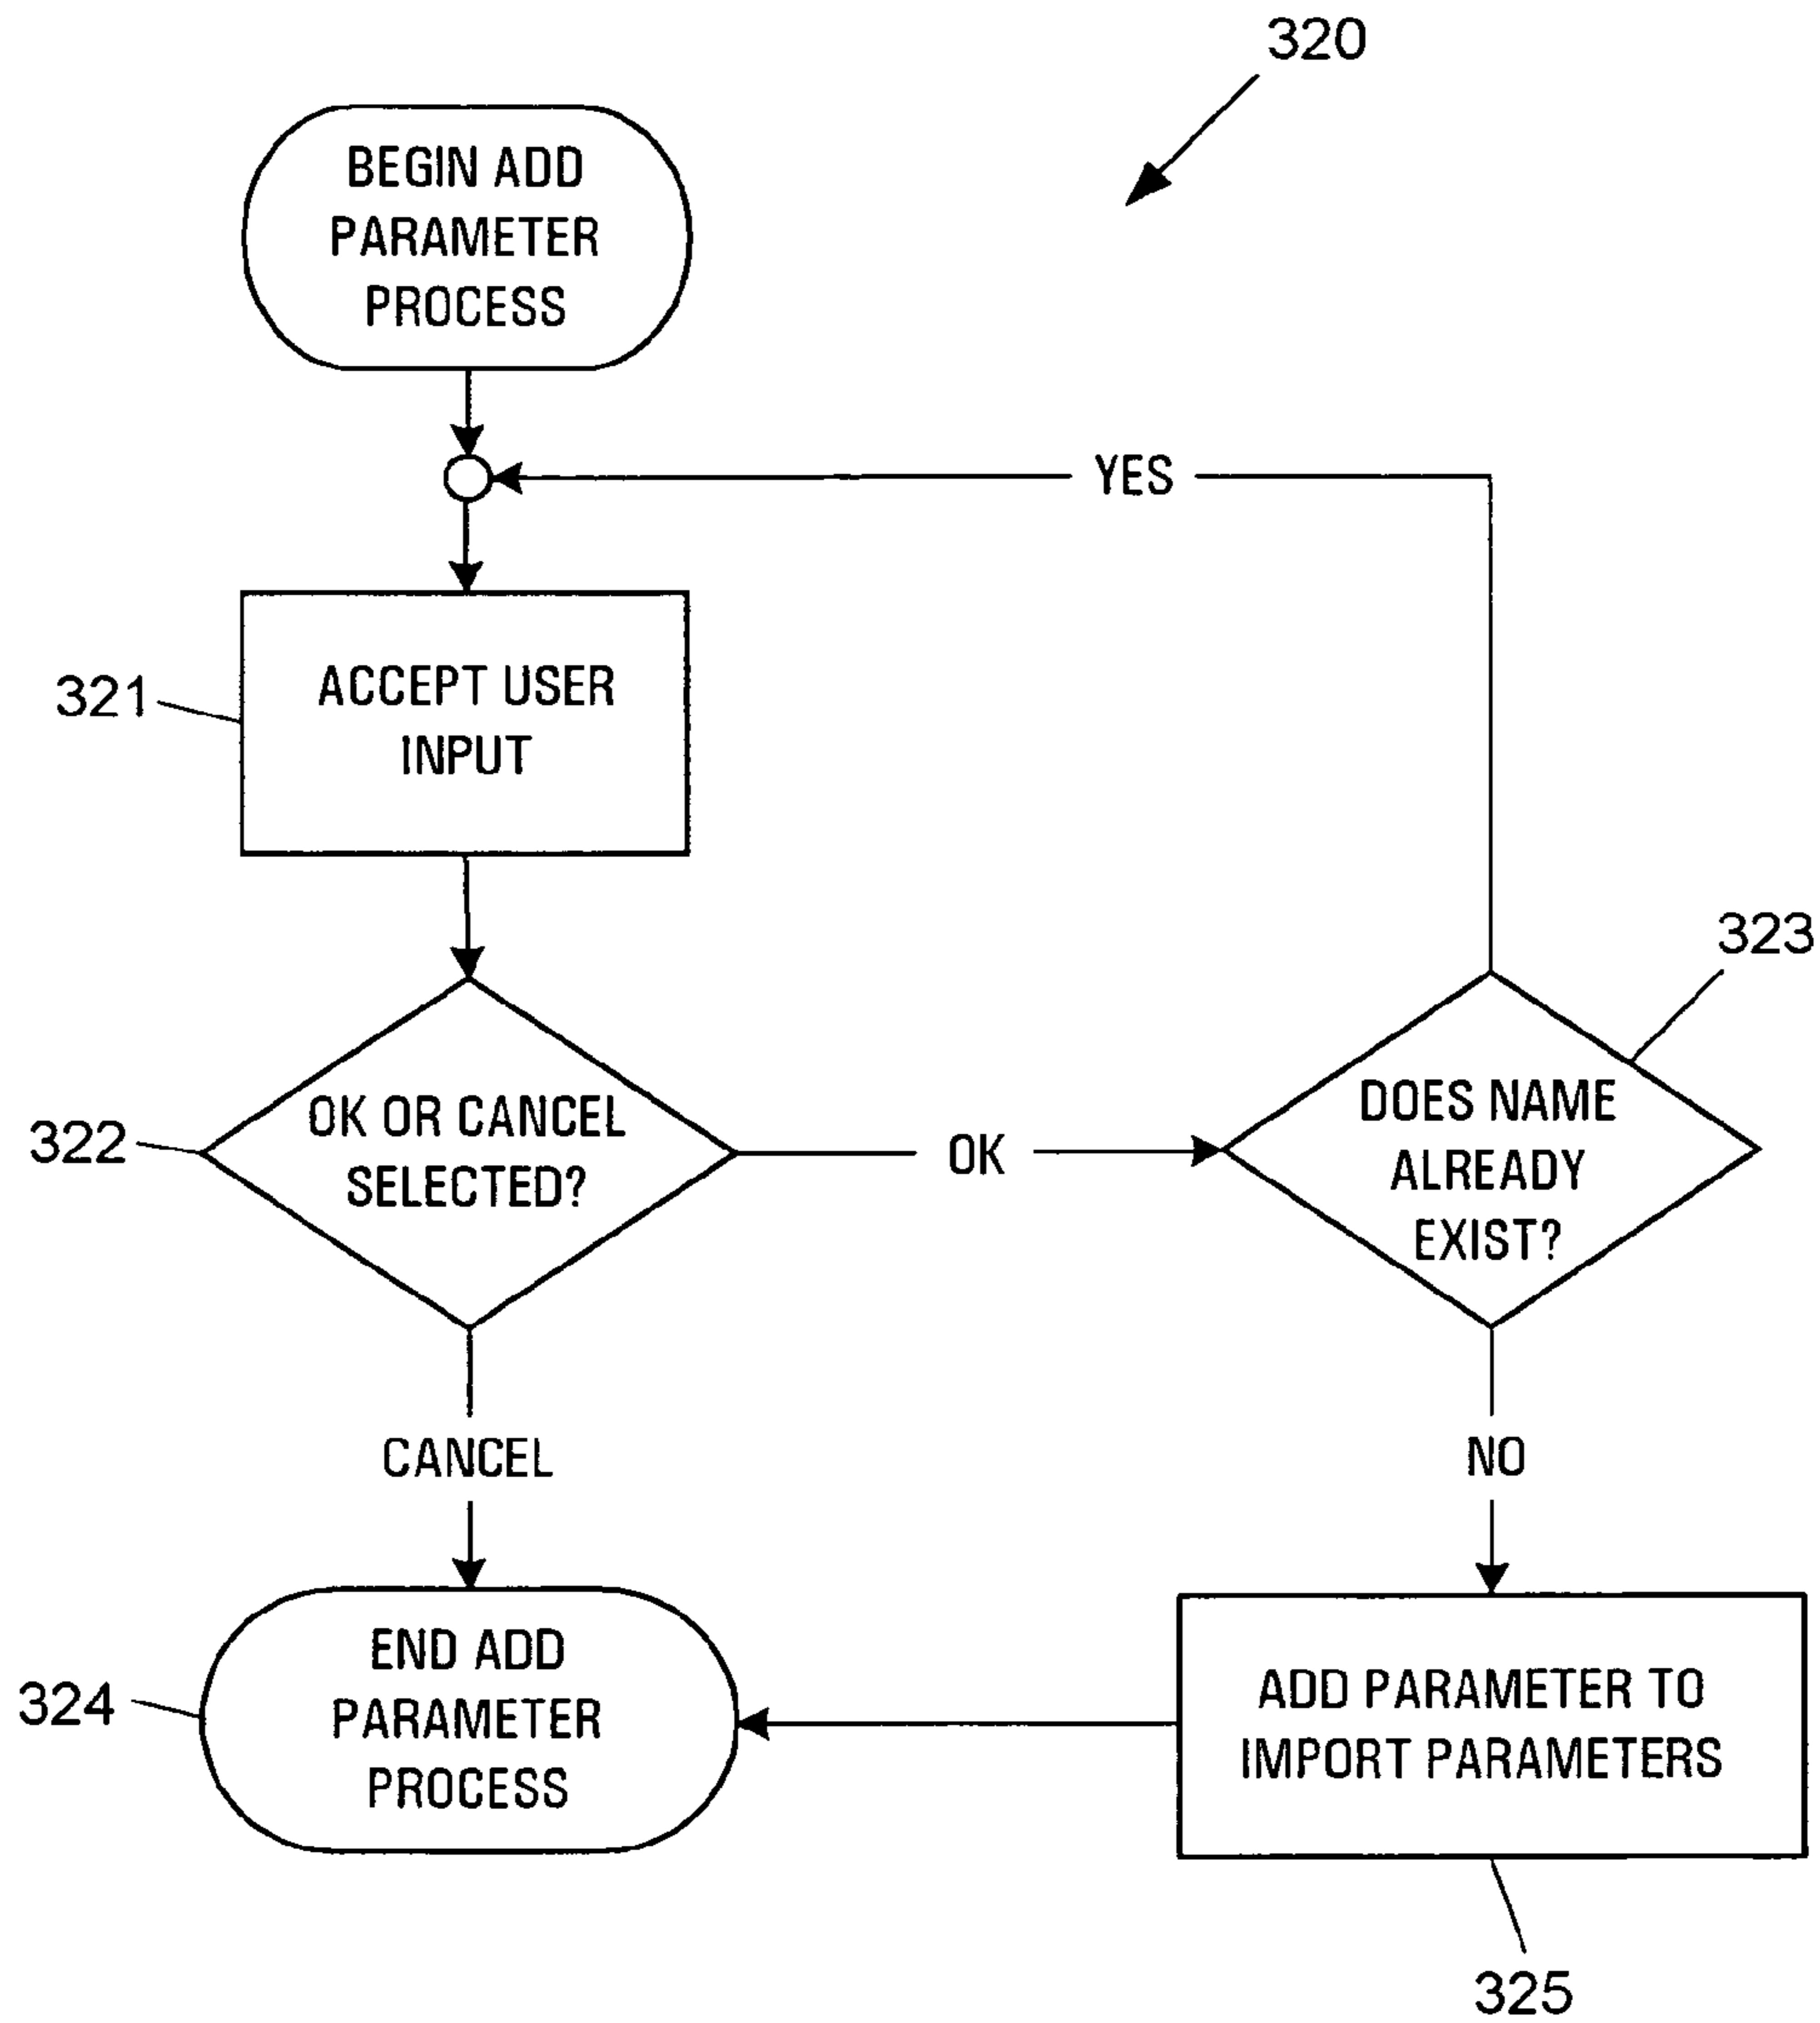 320
BEGIN ADD
PARAMETER
PROCESS
YES
321
ACCEPT USER
INPUT
323
322
OK OR CANCEL
SELECTED?
OK
DOES NAME
ALREADY
EXIST?
CANCEL
NO
324
END ADD
PARAMETER
PROCESS
ADD PARAMETER TO
IMPORT PARAMETERS
325